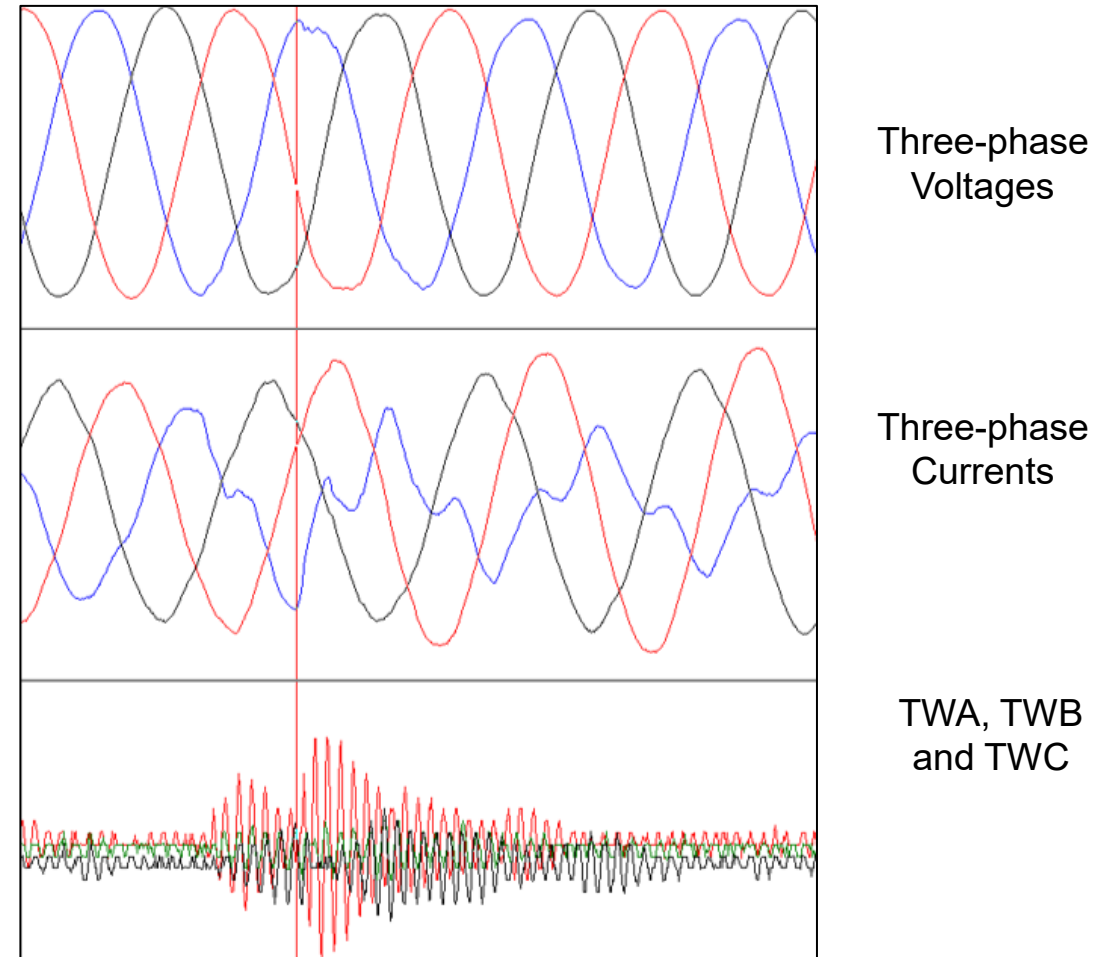 Three-phase
Voltages
Three-phase
Currents
TWA, TWB
and TWC